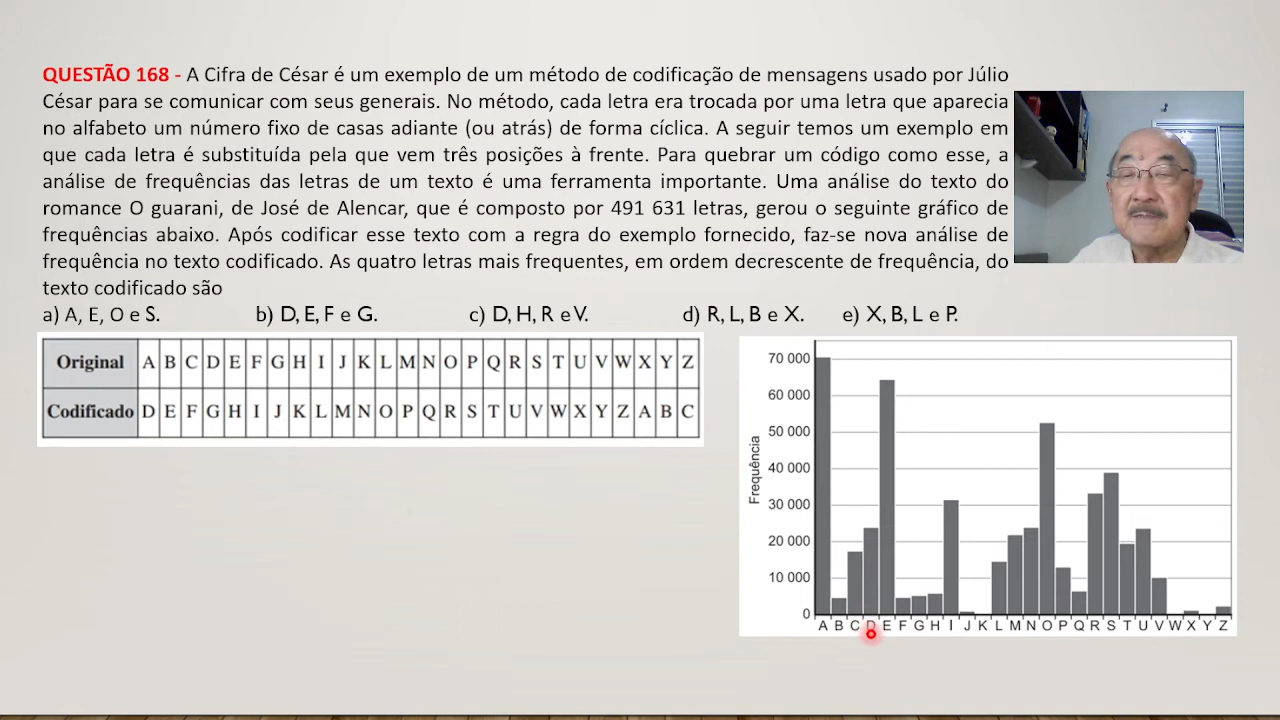 QUESTÃO 168 - A Cifra de César é um exemplo de um método de codificação de mensagens usado por Júlio
César para se comunicar com seus generais. No método, cada letra era trocada por uma letra que aparecia
no alfabeto um número fixo de casas adiante (ou atrás) de forma cíclica. A seguir temos um exemplo em
que cada letra é substituída pela que vem três posições à frente. Para quebrar um código como esse, a
análise de frequências das letras de um texto é uma ferramenta importante. Uma análise do texto do
romance O guarani, de José de Alencar, que é composto por 491 631 letras, gerou o seguinte gráfico de
frequências abaixo. Após codificar esse texto com a regra do exemplo fornecido, faz-se nova análise de
frequência no texto codificado. As quatro letras mais frequentes, em ordem decrescente de frequência, do
texto codificado são
a) A, E, O e S. b) D, E, F e G. c) D, H, R e V. d) R, L, B e X. e) X, B, L e P.
Original A B C D E F G H I J K L M N O P Q R S T U V W X Y Z
Codificado D E F G H I J K L M N O P Q R S T U V W X Y Z A B C
Frequência
70 000
60 000
50 000
40 000
30 000
20 000
10 000
0
A B C D E F G H I J K L M N O P Q R S T U V W X Y Z